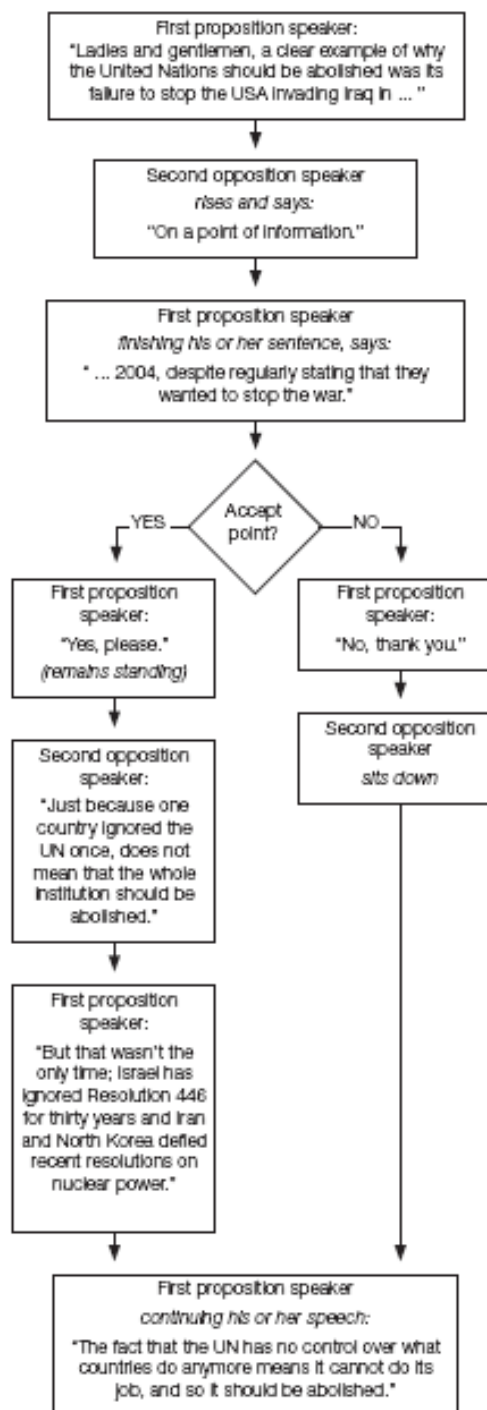 First proposition speaker:
"Ladies and gentlemen, a clear example of why
the United Nations should be abolished was its
failure to stop the USA invading Iraq in ... "
Second opposition speaker
rises and says:
"On a point of information."
First proposition speaker
finishing his or her sentence, says:
" ... 2004, despite regularly stating that they
wanted to stop the war."
Accept
point?
YES
NO
First proposition
speaker:
"Yes, please."
(remains standing)
Second opposition
speaker:
"Just because one
country ignored the
UN once, does not
mean that the whole
institution should be
abolished."
First proposition
speaker:
"But that wasn't the
only time; Israel has
ignored Resolution 446
for thirty years and Iran
and North Korea defied
recent resolutions on
nuclear power."
First proposition
speaker:
"No, thank you."
Second opposition
speaker
sits down
First proposition speaker
continuing his or her speech:
"The fact that the UN has no control over what
countries do anymore means it cannot do its
job, and so it should be abolished."